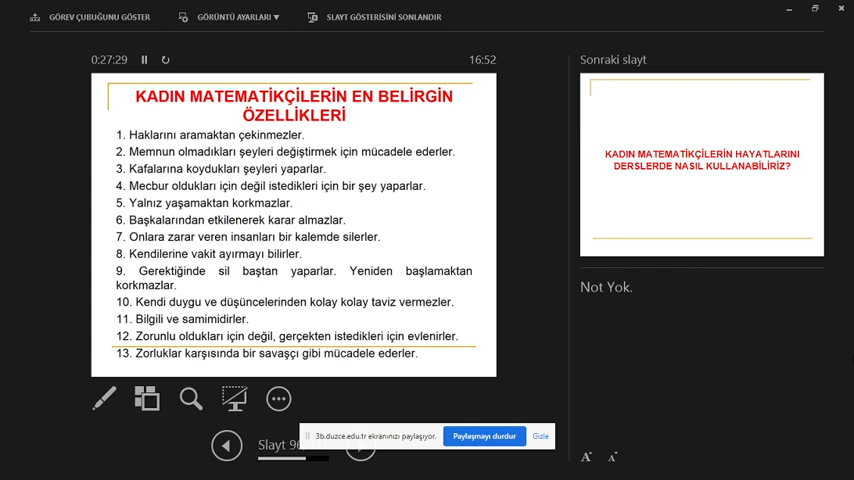 GÖREV ÇUBUĞUNU GÖSTER
GÖRÜNTÜ AYARLARI ▼
SLAYT GÖSTERİSİNİ SONLANDIR
0:27:29
16:52
KADIN MATEMATİKÇİLERİN EN BELİRGİN
ÖZELLİKLERİ
1. Haklarını aramaktan çekinmezler.
2. Memnun olmadıkları şeyleri değiştirmek için mücadele ederler.
3. Kafalarına koydukları şeyleri yaparlar.
4. Mecbur oldukları için değil istedikleri için bir şey yaparlar.
5. Yalnız yaşamaktan korkmazlar.
6. Başkalarından etkilenerek karar almazlar.
7. Onlara zarar veren insanları bir kalemde silerler.
8. Kendilerine vakit ayırmayı bilirler.
9. Gerektiğinde sil baştan yaparlar. Yeniden başlamaktan
korkmazlar.
10. Kendi duygu ve düşüncelerinden kolay kolay taviz vermezler.
11. Bilgili ve samimidirler.
12. Zorunlu oldukları için değil, gerçekten istedikleri için evlenirler.
13. Zorluklar karşısında bir savaşçı gibi mücadele ederler.
Sonraki slayt
KADIN MATEMATİKÇİLERİN HAYATLARINI
DERSLERDE NASIL KULLANABİLİRİZ?
Not Yok.
Slayt
3b.duzce.edu.tr ekranınızı paylaşıyor.
Paylaşmayı durdur
Gizle
A A